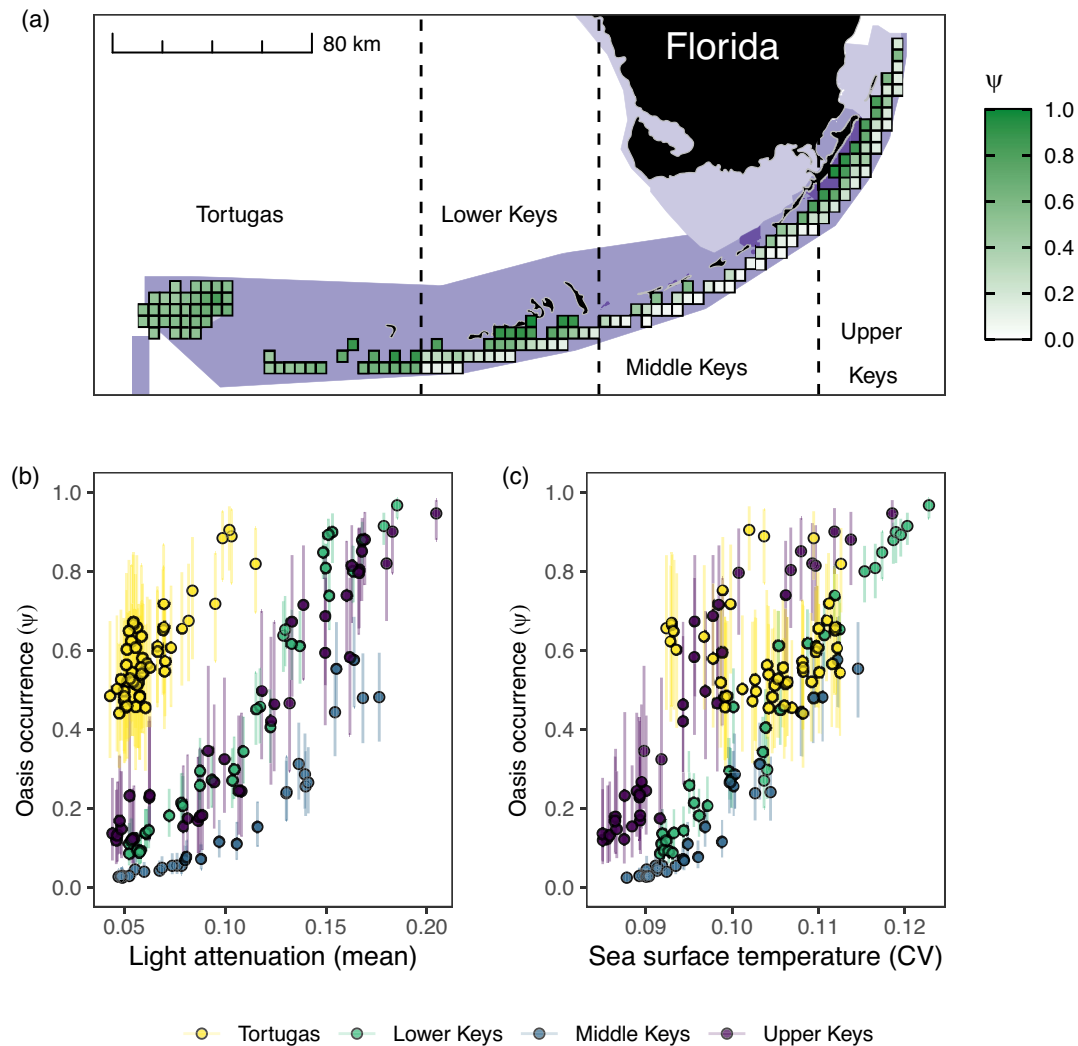 (a)
80 km
Florida
Tortugas
Lower Keys
Middle Keys
Upper
Keys
ψ
1.0
0.8
0.6
0.4
0.2
0.0
(b)
Oasis occurrence (ψ)
1.0
0.8
0.6
0.4
0.2
0.0
0.05
0.10
0.15
0.20
Light attenuation (mean)
(c)
Oasis occurrence (ψ)
1.0
0.8
0.6
0.4
0.2
0.0
0.09
0.10
0.11
0.12
Sea surface temperature (CV)
Tortugas
Lower Keys
Middle Keys
Upper Keys